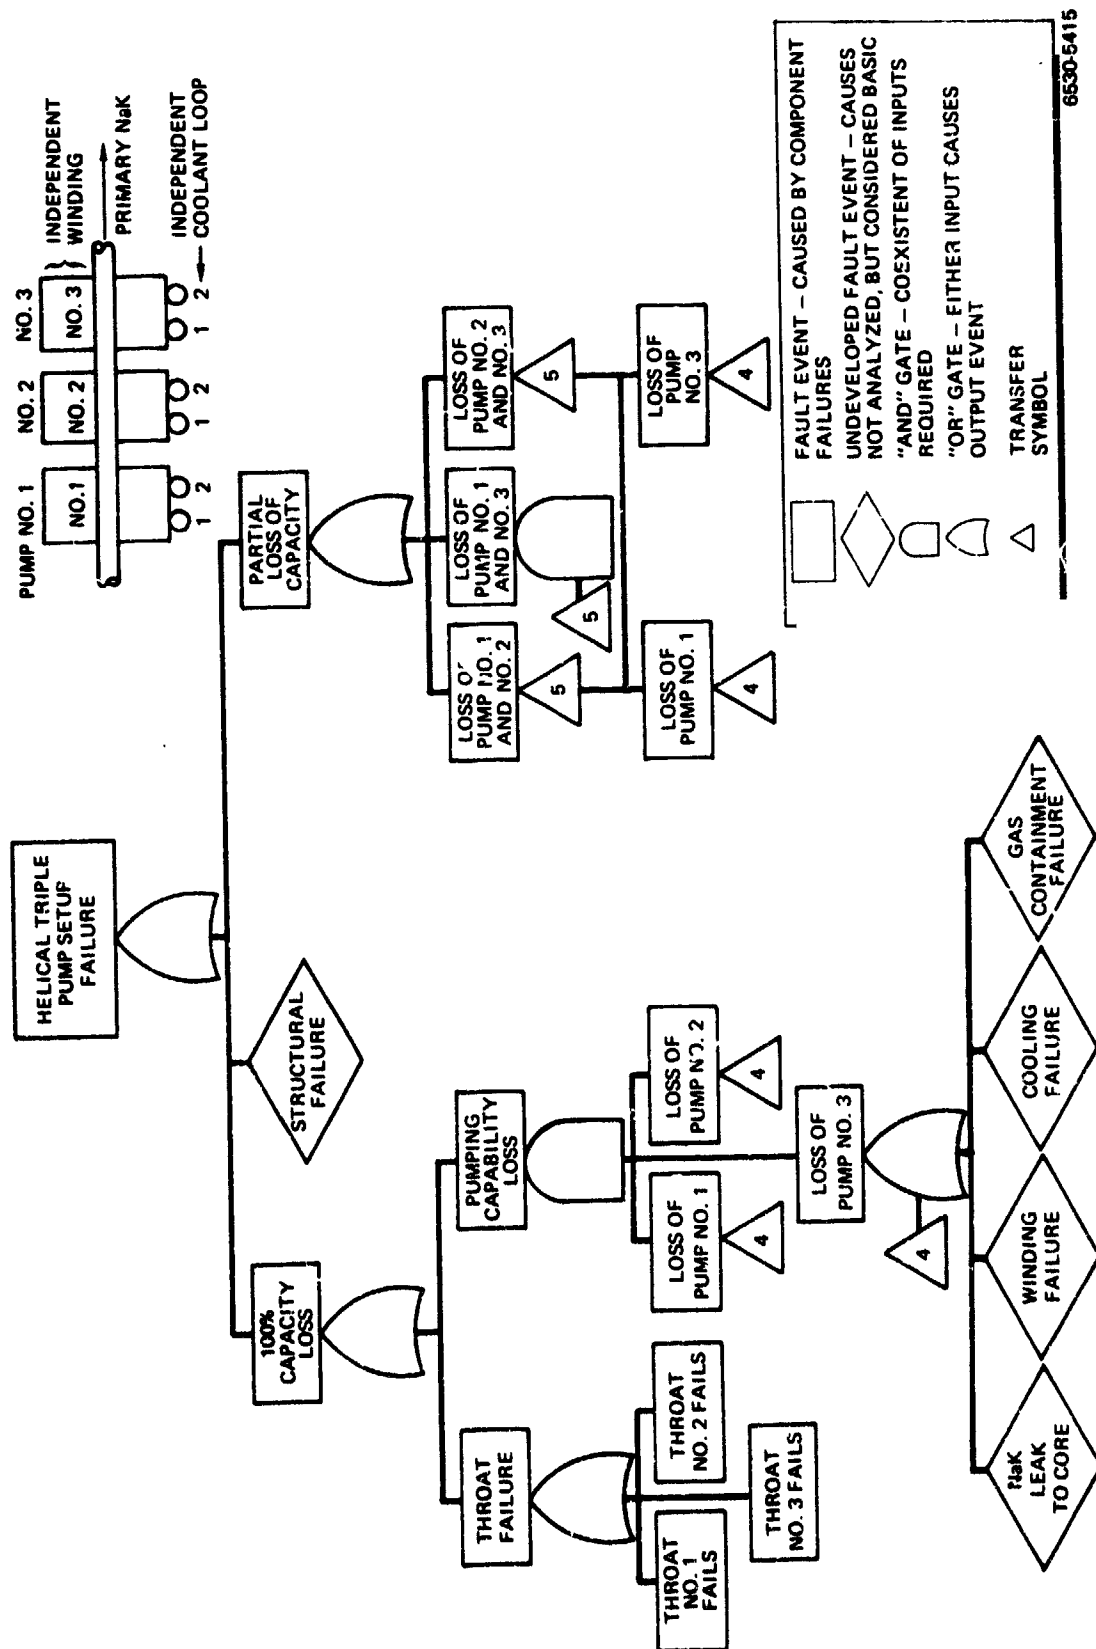 HELICAL TRIPLE
PUMP SETUP
FAILURE
PUMP NO. 1
NO. 2
NO. 3
NO.1
NO. 2
NO. 3
INDEPENDENT
WINDING
PRIMARY NaK
INDEPENDENT
COOLANT LOOP
1
2
1
2
1
2
100%
CAPACITY
LOSS
STRUCTURAL
FAILURE
PARTIAL
LOSS OF
CAPACITY
THROAT
FAILURE
PUMPING
CAPABILITY
LOSS
LOSS OF
PUMP NO. 1
AND NO. 2
LOSS OF
PUMP NO. 1
AND NO. 3
LOSS OF
PUMP NO. 2
AND NO. 3
5
5
5
THROAT
NO. 1
FAILS
THROAT
NO. 2 FAILS
THROAT
NO. 3 FAILS
LOSS OF
PUMP NO. 1
LOSS OF
PUMP NO. 2
4
4
LOSS OF
PUMP NO. 3
4
LOSS OF
PUMP NO. 1
LOSS OF
PUMP
NO. 3
4
4
NaK
LEAK
TO CORE
WINDING
FAILURE
COOLING
FAILURE
GAS
CONTAINMENT
FAILURE
FAULT EVENT – CAUSED BY COMPONENT
FAILURES
UNDEVELOPED FAULT EVENT – CAUSES
NOT ANALYZED, BUT CONSIDERED BASIC
"AND" GATE – COEXISTENT OF INPUTS
REQUIRED
"OR" GATE – EITHER INPUT CAUSES
OUTPUT EVENT
TRANSFER
SYMBOL
6530-5415